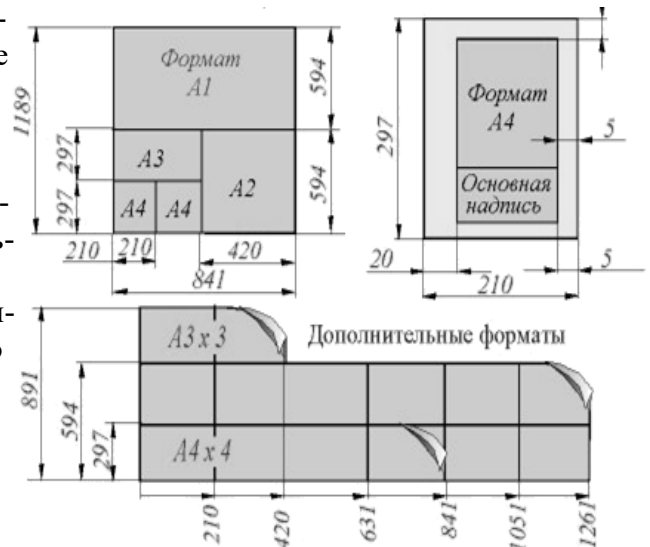 е
Формат
А1
1189
594
297
А3
А2
594
297
А4 А4
210 210 420
841
297
Формат
А4
5
Основная
надпись
20
210
5
А3 х 3
Дополнительные форматы
891
594
297
А4 х 4
210
420
631
841
1051
1261